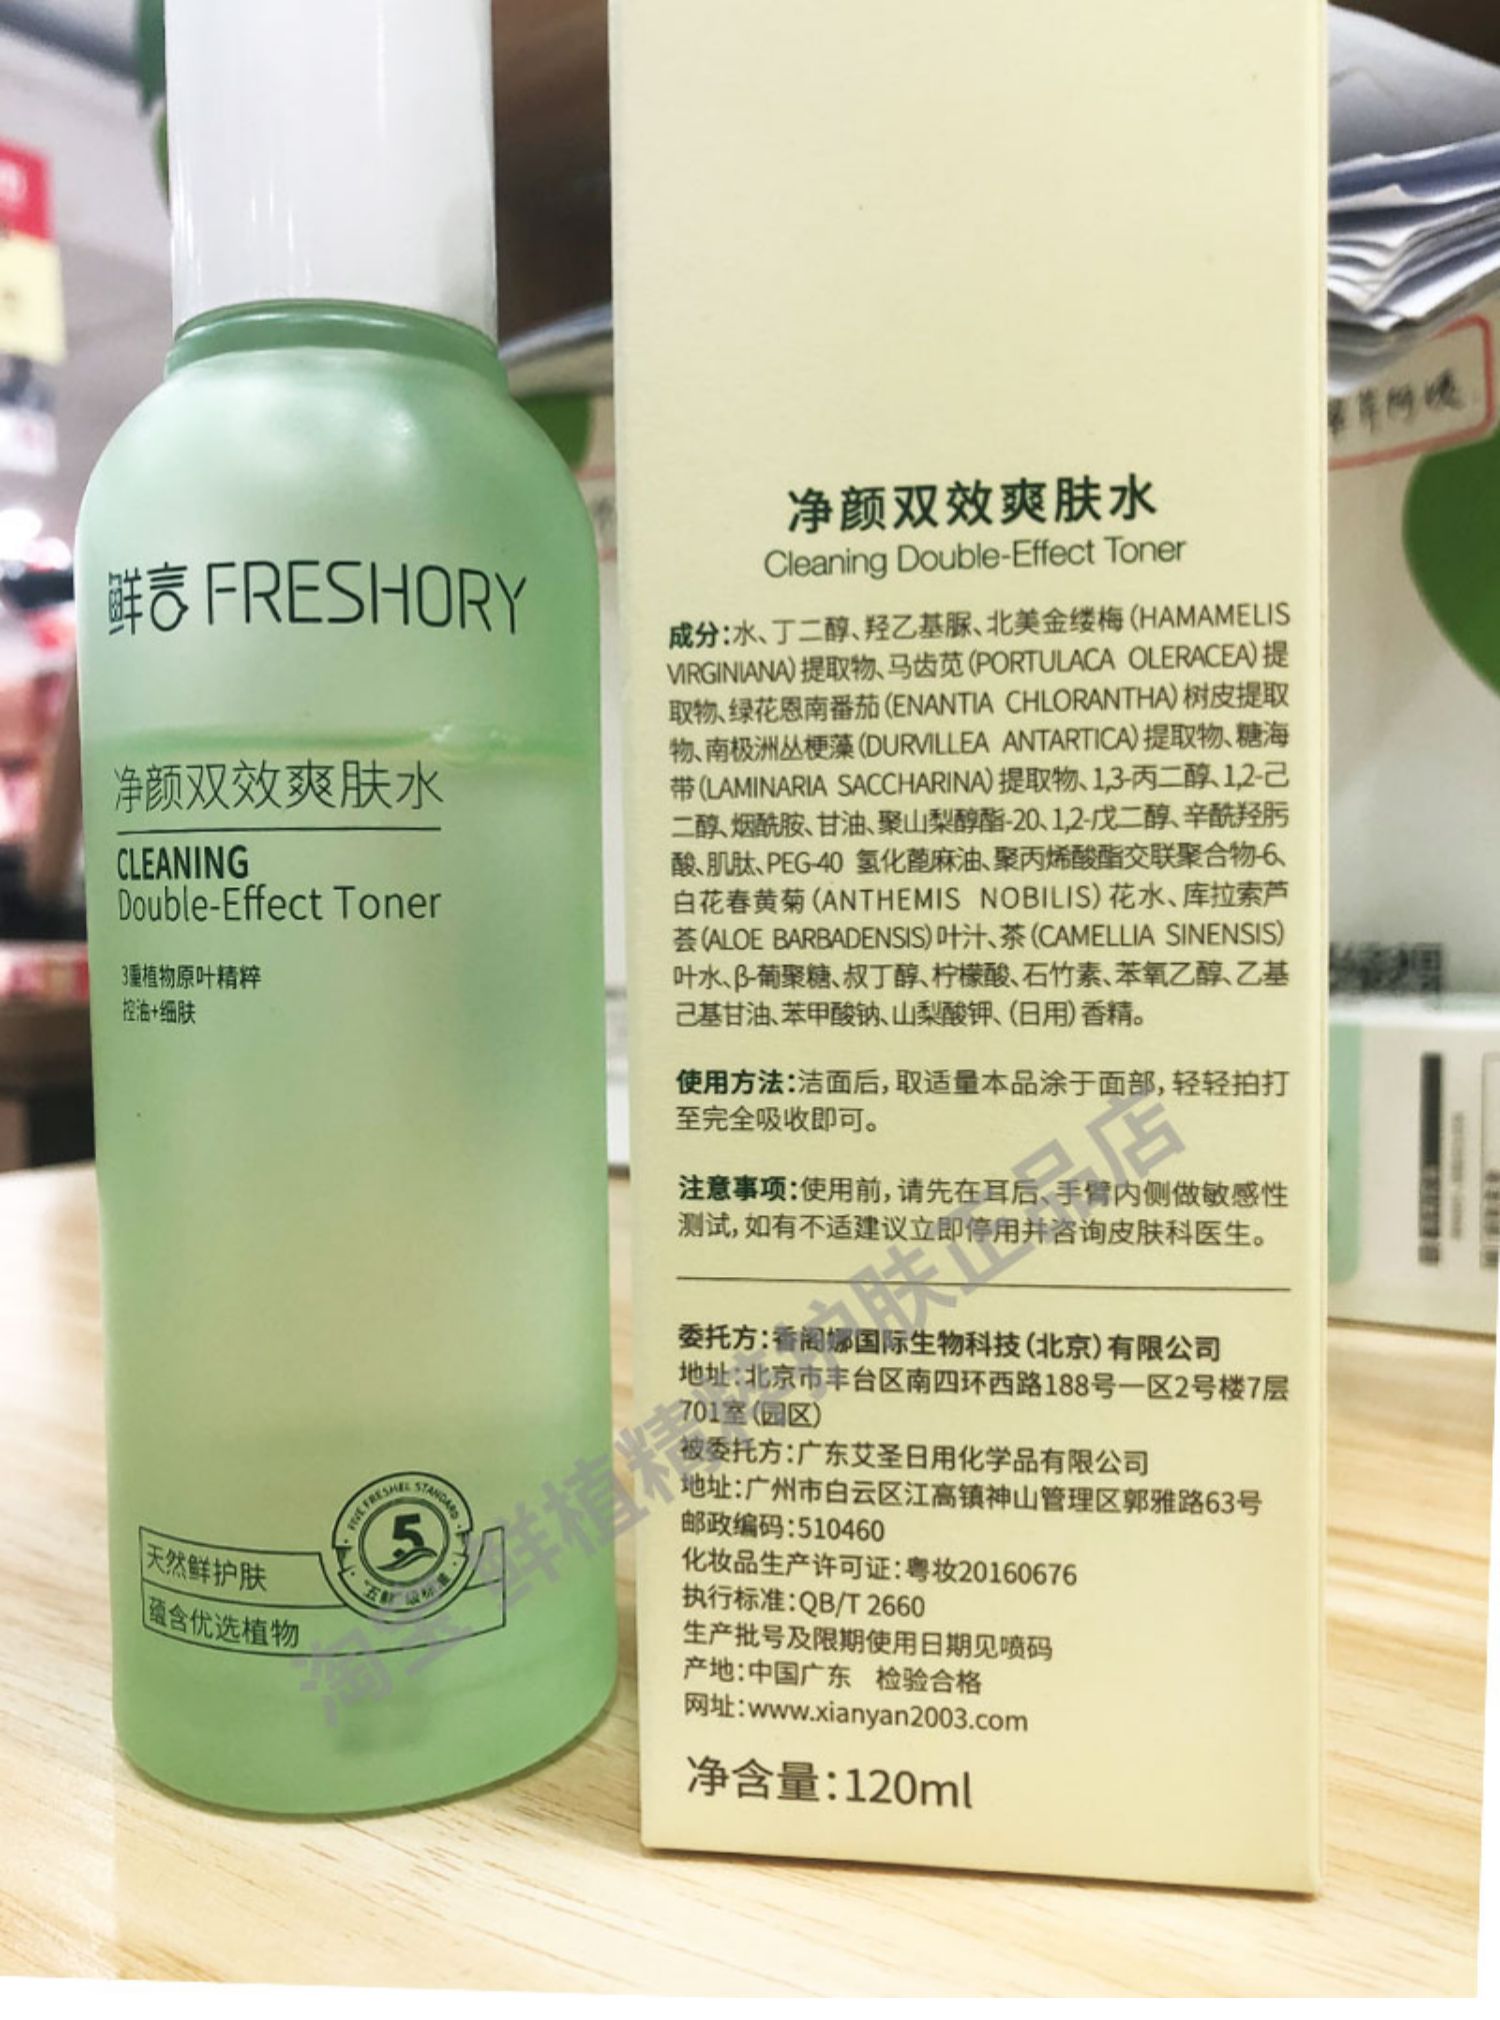 鲜言 FRESHORY
净颜双效爽肤水
CLEANING
Double-Effect Toner
3重植物原叶精粹
控油+细肤
FIVE FRESHEL STANDARD
5
天然鲜护肤
蕴含优选植物
净颜双效爽肤水
Cleaning Double-Effect Toner
成分:水、丁二醇、羟乙基脲、北美金缕梅(HAMAMELIS
VIRGINIANA)提取物、马齿苋(PORTULACA OLERACEA)提
取物、绿花恩南番茄(ENANTIA CHLORANTHA)树皮提取
物、南极洲丛梗藻(DURVILLEA ANTARTICA)提取物、糖海
带(LAMINARIA SACCHARINA)提取物、1,3-丙二醇、1,2-己
二醇、烟酰胺、甘油、聚山梨醇酯-20、1,2-戊二醇、辛酰羟肟
酸、肌肽、PEG-40 氢化蓖麻油、聚丙烯酸酯交联聚合物-6、
白花春黄菊(ANTHEMIS NOBILIS)花水、库拉索芦
荟(ALOE BARBADENSIS)叶汁、茶(CAMELLIA SINENSIS)
叶水、β-葡聚糖、叔丁醇、柠檬酸、石竹素、苯氧乙醇、乙基
己基甘油、苯甲酸钠、山梨酸钾、(日用)香精。
使用方法:洁面后,取适量本品涂于面部,轻轻拍打
至完全吸收即可。
注意事项:使用前,请先在耳后、手臂内侧做敏感性
测试,如有不适建议立即停用并咨询皮肤科医生。
委托方:香阁娜国际生物科技(北京)有限公司
地址:北京市丰台区南四环西路188号一区2号楼7层
701室(园区)
被委托方:广东艾圣日用化学品有限公司
地址:广州市白云区江高镇神山管理区郭雅路63号
邮政编码:510460
化妆品生产许可证:粤妆20160676
执行标准:QB/T 2660
生产批号及限期使用日期见喷码
产地:中国广东 检验合格
网址:www.xianyan2003.com
净含量:120ml
淘宝:鲜植精粹护肤正品店